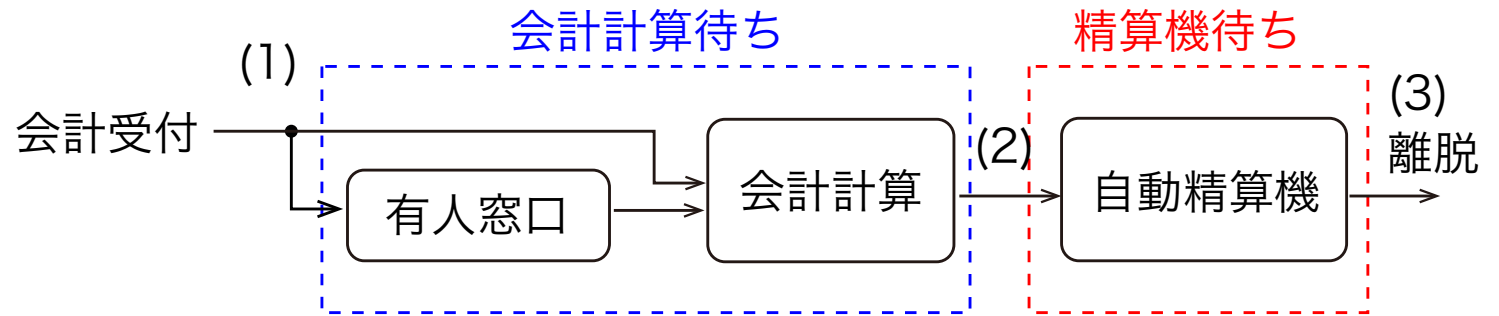 会計計算待ち
精算機待ち
(1)
会計受付
有人窓口
会計計算
(2)
自動精算機
(3)
離脱